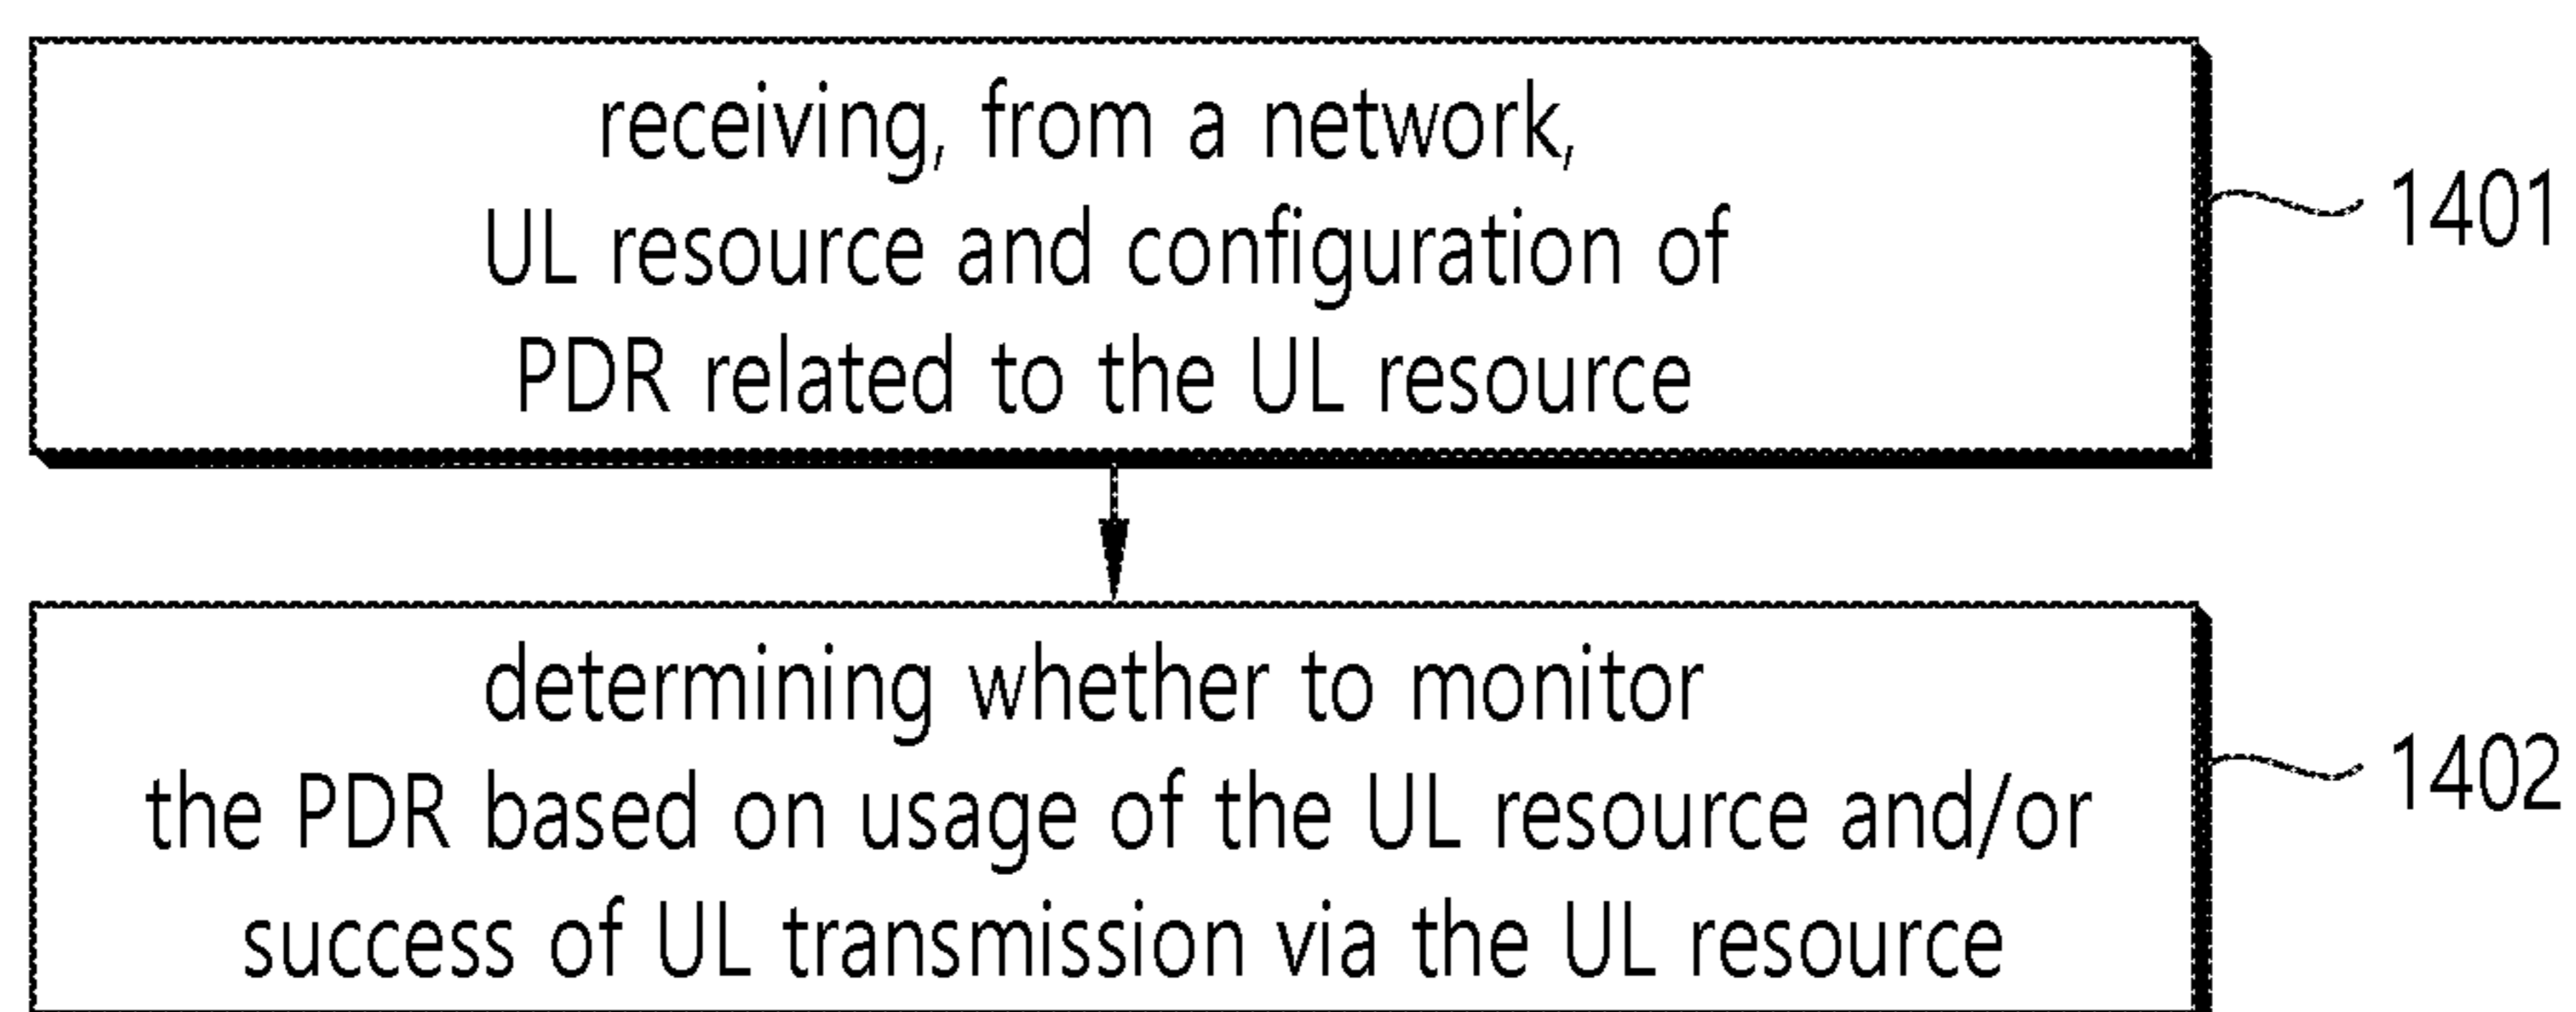 receiving, from a network,
UL resource and configuration of
PDR related to the UL resource
1401
determining whether to monitor
the PDR based on usage of the UL resource and/or
success of UL transmission via the UL resource
1402